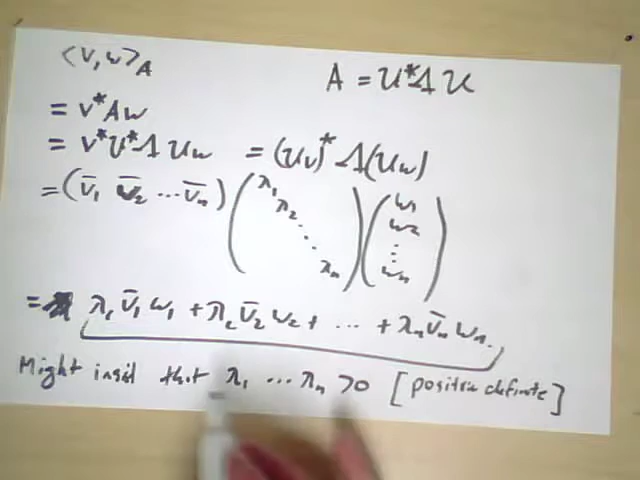 ⟨v,w⟩_A
A = U*ΛU
= v*Aw
= v*U*ΛUw = (Uv)*Λ(Uw)
= (v̄₁ v̄₂ ⋯ v̄ₙ) (λ₁ λ₂ ⋱ λₙ) (w₁ w₂ ⋮ wₙ)
= λ₁v̄₁w₁ + λ₂v̄₂w₂ + ⋯ + λₙv̄ₙwₙ.
Might insit that λ₁ ⋯ λₙ >0 [positive definite]